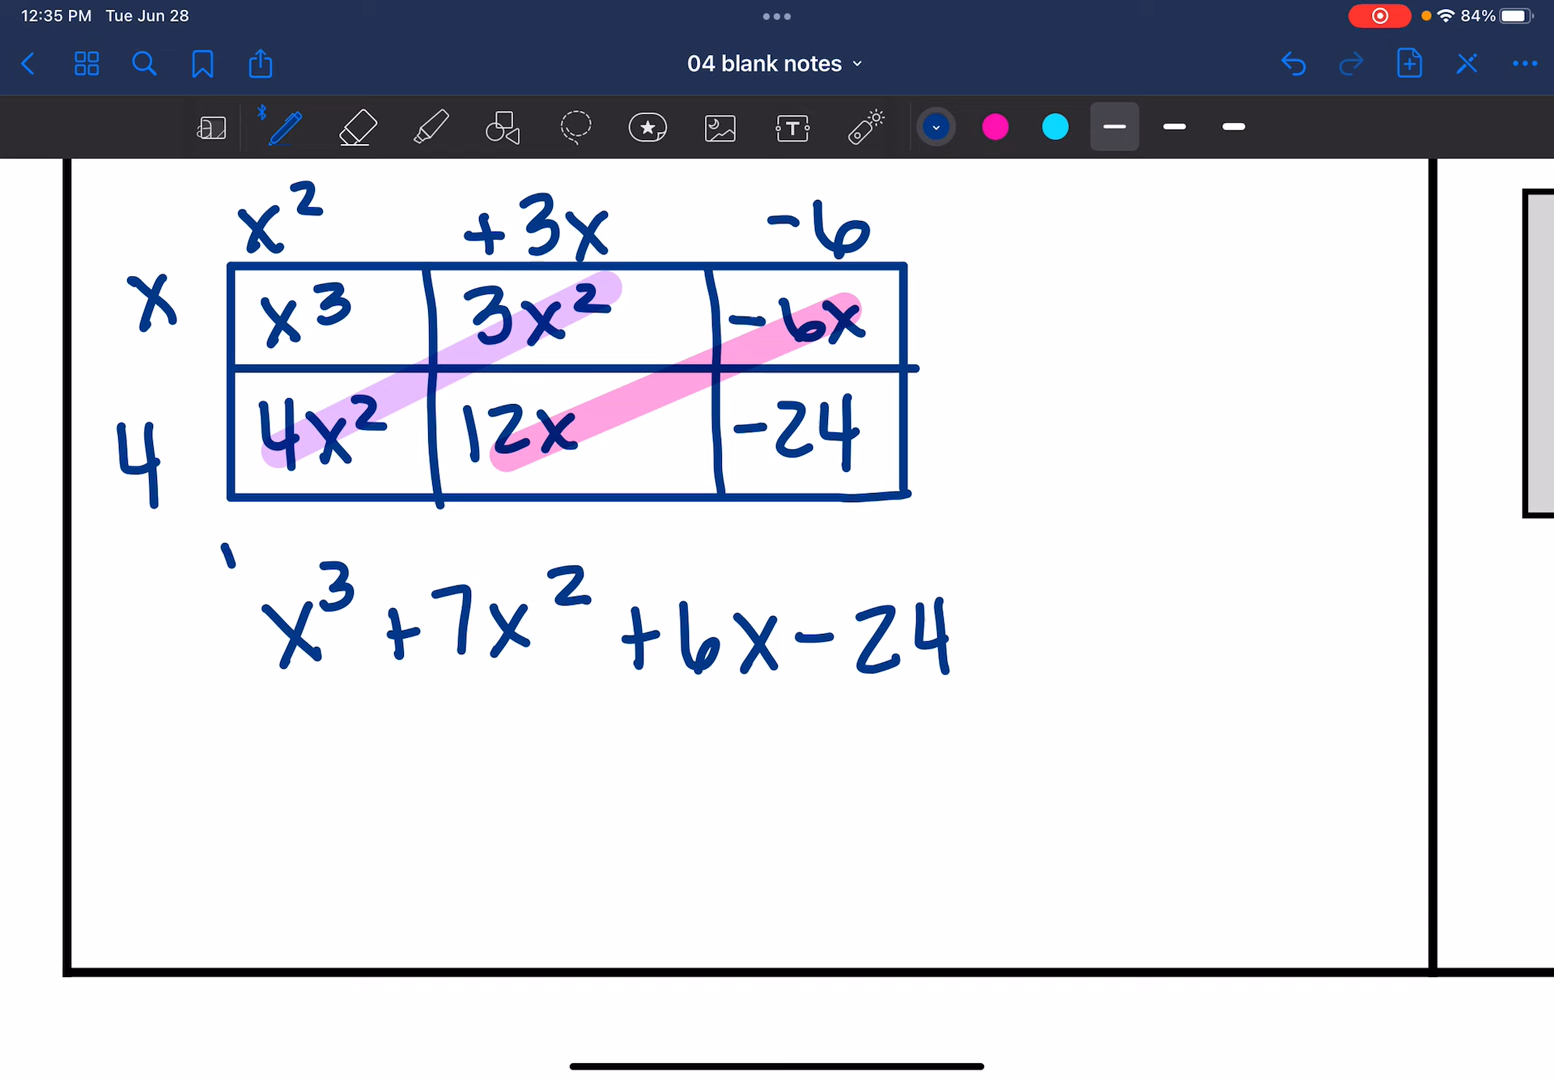 12:35 PM Tue Jun 28
84%
04 blank notes
T
x² +3x -6
x x³ 3x² -6x
4 4x² 12x -24
x³ +7x² +6x - 24